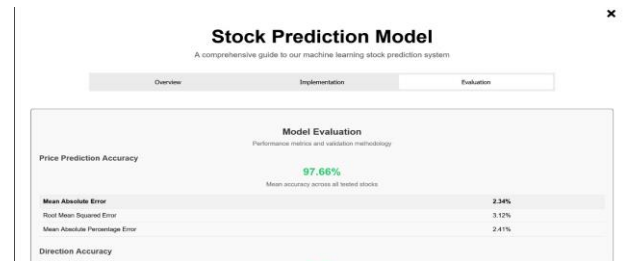 ×
Stock Prediction Model
A comprehensive guide to our machine learning stock prediction system
Overview Implementation Evaluation
Model Evaluation
Performance metrics and validation methodology
Price Prediction Accuracy
97.66%
Mean accuracy across all tested stocks
Mean Absolute Error 2.34%
Root Mean Squared Error 3.12%
Mean Absolute Percentage Error 2.41%
Direction Accuracy